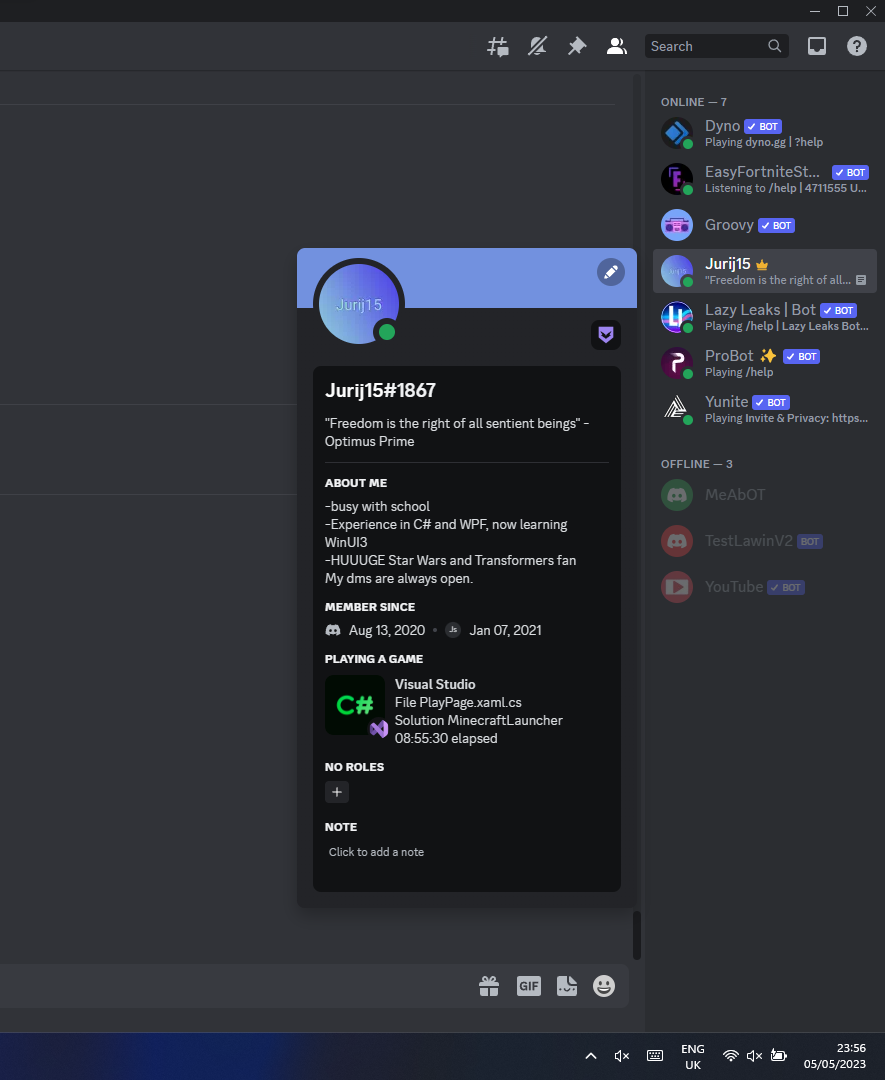 Search
ONLINE — 7
Dyno ✓ BOT
Playing dyno.gg | ?help
EasyFortniteSt... ✓ BOT
Listening to /help | 4711555 U...
Groovy ✓ BOT
Jurij15
"Freedom is the right of all...
Lazy Leaks | Bot ✓ BOT
Playing /help | Lazy Leaks Bot...
ProBot ✨ ✓ BOT
Playing /help
Yunite ✓ BOT
Playing Invite & Privacy: https...
OFFLINE — 3
MeAbOT
TestLawinV2 BOT
YouTube ✓ BOT
Jurij15
Jurij15#1867
"Freedom is the right of all sentient beings" -
Optimus Prime
ABOUT ME
-busy with school
-Experience in C# and WPF, now learning
WinUI3
-HUUUGE Star Wars and Transformers fan
My dms are always open.
MEMBER SINCE
Aug 13, 2020 • Js Jan 07, 2021
PLAYING A GAME
C#
Visual Studio
File PlayPage.xaml.cs
Solution MinecraftLauncher
08:55:30 elapsed
NO ROLES
+
NOTE
Click to add a note
GIF
ENG
UK
23:56
05/05/2023